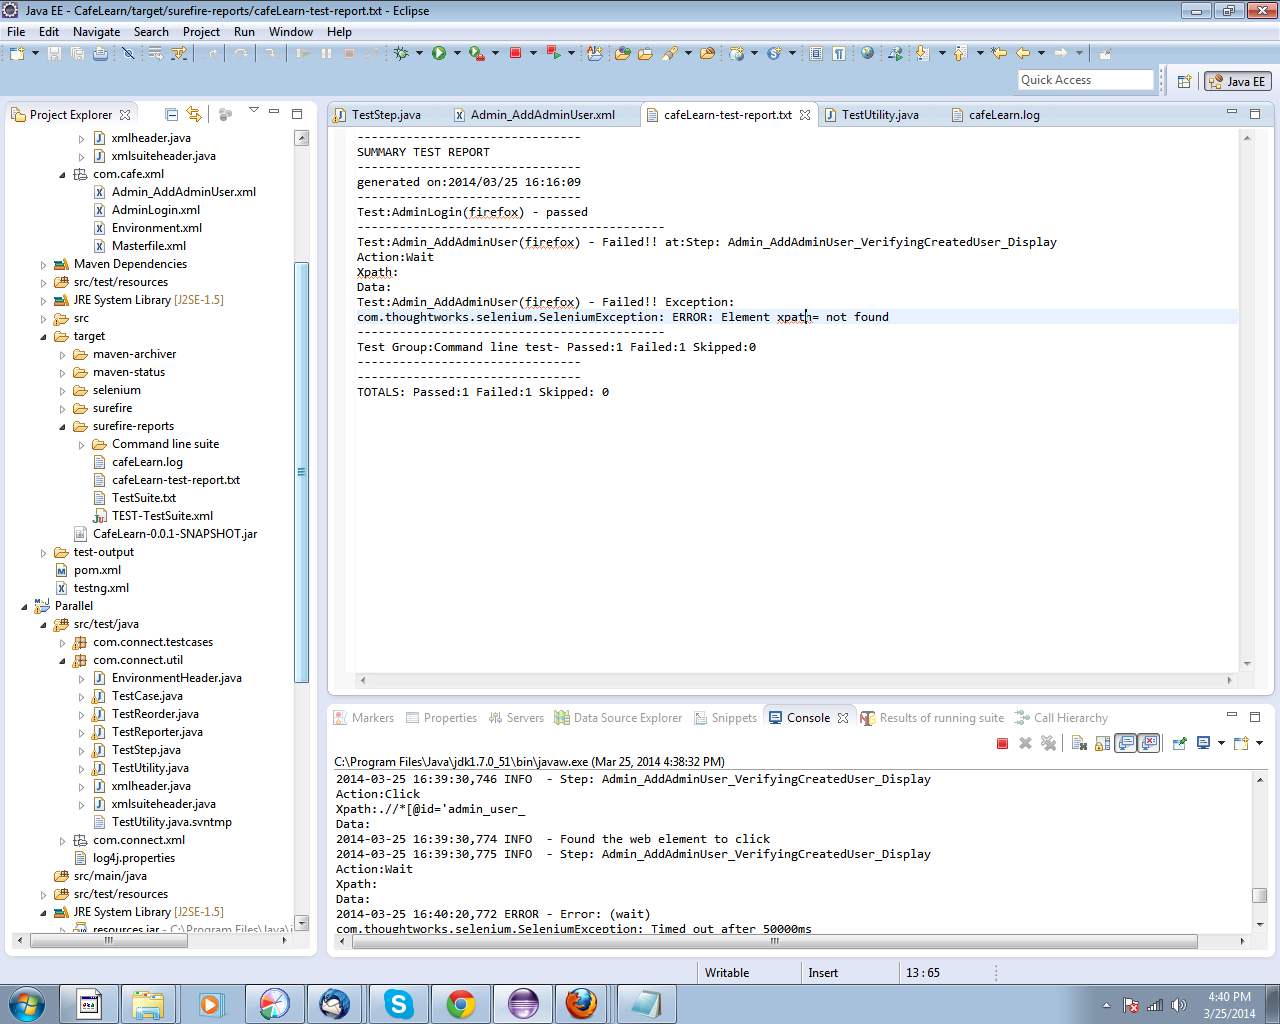 Java EE - CafeLearn/target/surefire-reports/cafeLearn-test-report.txt - Eclipse
File Edit Navigate Search Project Run Window Help
Quick Access
Java EE
Project Explorer
xmlheader.java
xmlsuiteheader.java
com.cafe.xml
Admin_AddAdminUser.xml
AdminLogin.xml
Environment.xml
Masterfile.xml
Maven Dependencies
src/test/resources
JRE System Library [J2SE-1.5]
src
target
maven-archiver
maven-status
selenium
surefire
surefire-reports
Command line suite
cafeLearn.log
cafeLearn-test-report.txt
TestSuite.txt
TEST-TestSuite.xml
CafeLearn-0.0.1-SNAPSHOT.jar
test-output
pom.xml
testng.xml
Parallel
src/test/java
com.connect.testcases
com.connect.util
EnvironmentHeader.java
TestCase.java
TestReorder.java
TestReporter.java
TestStep.java
TestUtility.java
xmlheader.java
xmlsuiteheader.java
TestUtility.java.svntmp
com.connect.xml
log4j.properties
src/main/java
src/test/resources
JRE System Library [J2SE-1.5]
resources.jar - C:\Program Files\Java\j
TestStep.java Admin_AddAdminUser.xml cafeLearn-test-report.txt TestUtility.java cafeLearn.log
--------------------------------
SUMMARY TEST REPORT
--------------------------------
generated on:2014/03/25 16:16:09
--------------------------------
Test:AdminLogin(firefox) - passed
--------------------------------------------
Test:Admin_AddAdminUser(firefox) - Failed!! at:Step: Admin_AddAdminUser_VerifyingCreatedUser_Display
Action:Wait
Xpath:
Data:
Test:Admin_AddAdminUser(firefox) - Failed!! Exception:
com.thoughtworks.selenium.SeleniumException: ERROR: Element xpath= not found
--------------------------------------------
Test Group:Command line test- Passed:1 Failed:1 Skipped:0
--------------------------------
--------------------------------
TOTALS: Passed:1 Failed:1 Skipped: 0
Markers Properties Servers Data Source Explorer Snippets Console Results of running suite Call Hierarchy
C:\Program Files\Java\jdk1.7.0_51\bin\javaw.exe (Mar 25, 2014 4:38:32 PM)
2014-03-25 16:39:30,746 INFO  - Step: Admin_AddAdminUser_VerifyingCreatedUser_Display
Action:Click
Xpath:.//*[@id='admin_user_
Data:
2014-03-25 16:39:30,774 INFO  - Found the web element to click
2014-03-25 16:39:30,775 INFO  - Step: Admin_AddAdminUser_VerifyingCreatedUser_Display
Action:Wait
Xpath:
Data:
2014-03-25 16:40:20,772 ERROR - Error: (wait)
com.thoughtworks.selenium.SeleniumException: Timed out after 50000ms
Writable Insert 13 : 65
4:40 PM
3/25/2014